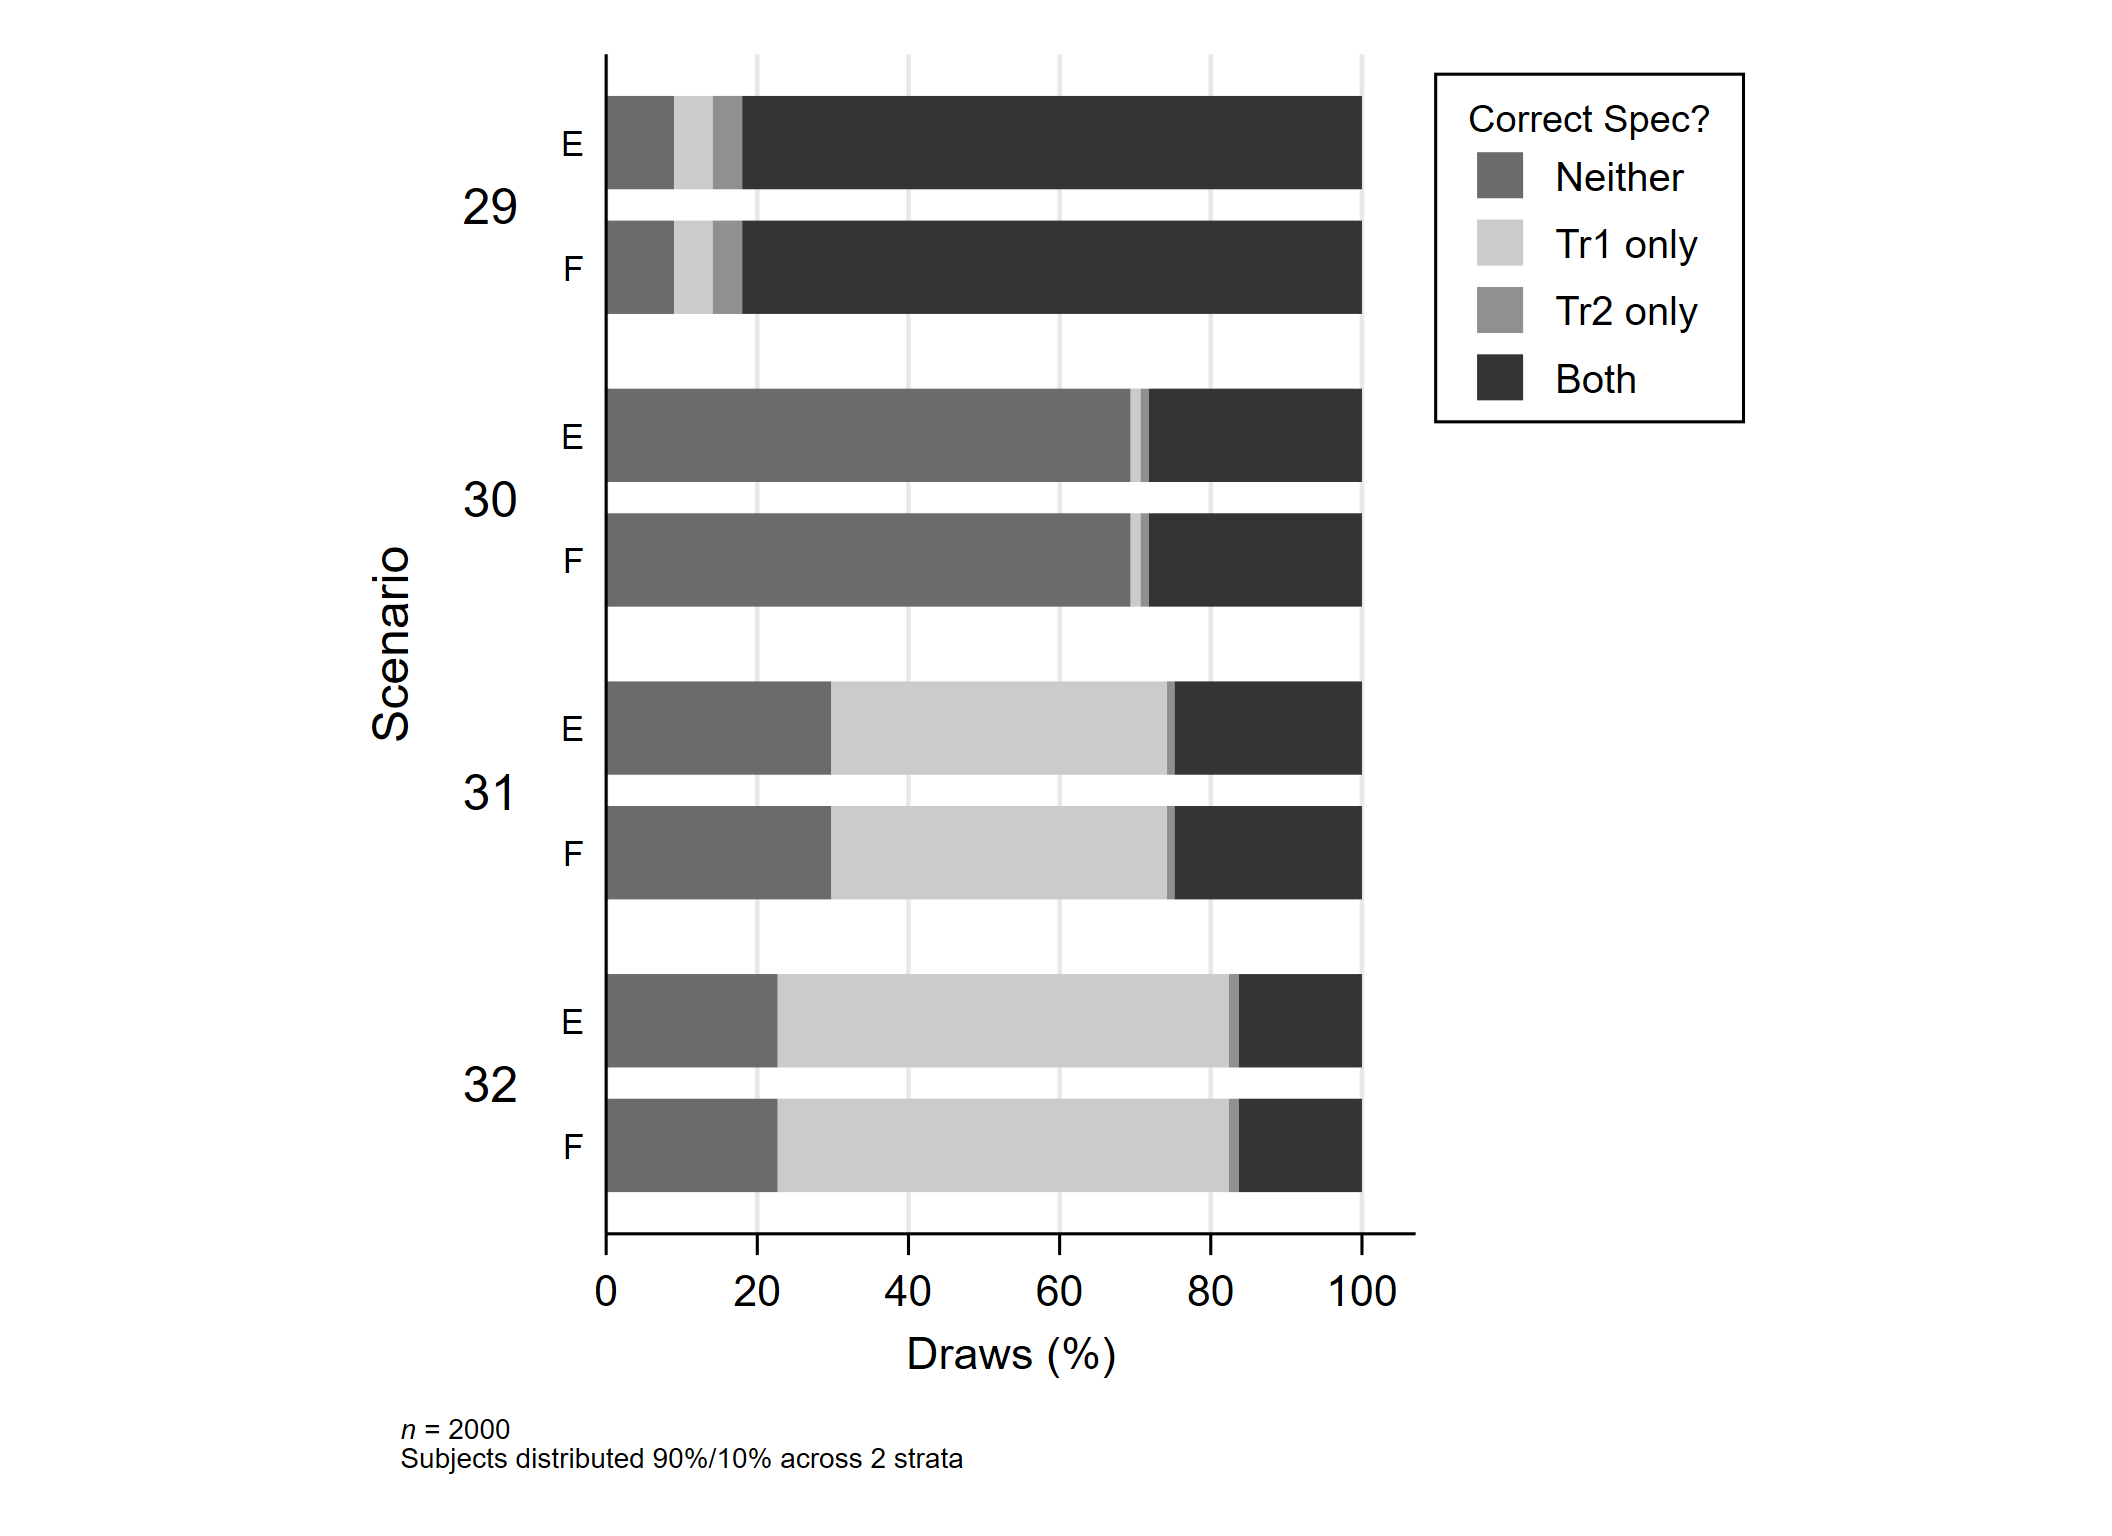 Correct Spec?
Neither
Tr1 only
Tr2 only
Both
Scenario
29
E
F
30
E
F
31
E
F
32
E
F
0 20 40 60 80 100
Draws (%)
n = 2000
Subjects distributed 90%/10% across 2 strata